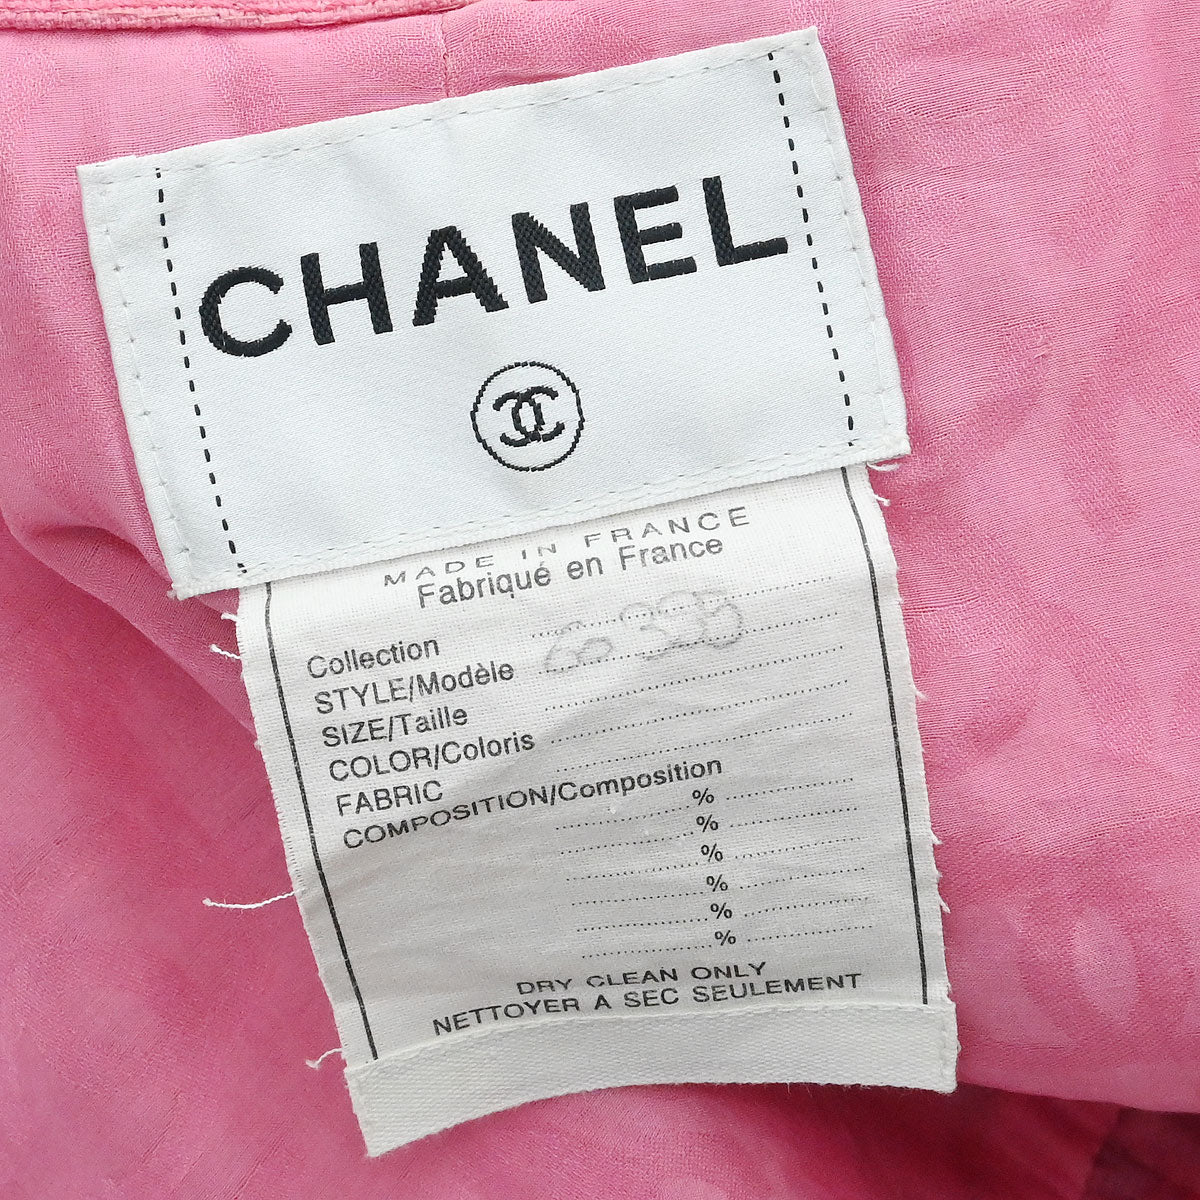 CHANEL
MADE IN FRANCE
Fabriqué en France
Collection
STYLE/Modèle
SIZE/Taille
COLOR/Coloris
FABRIC
COMPOSITION/Composition
%
%
%
%
%
%
DRY CLEAN ONLY
NETTOYER A SEC SEULEMENT